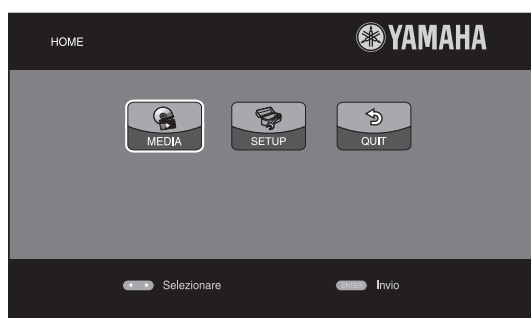 HOME
YAMAHA
MEDIA
SETUP
QUIT
Selezionare
ENTER Invio